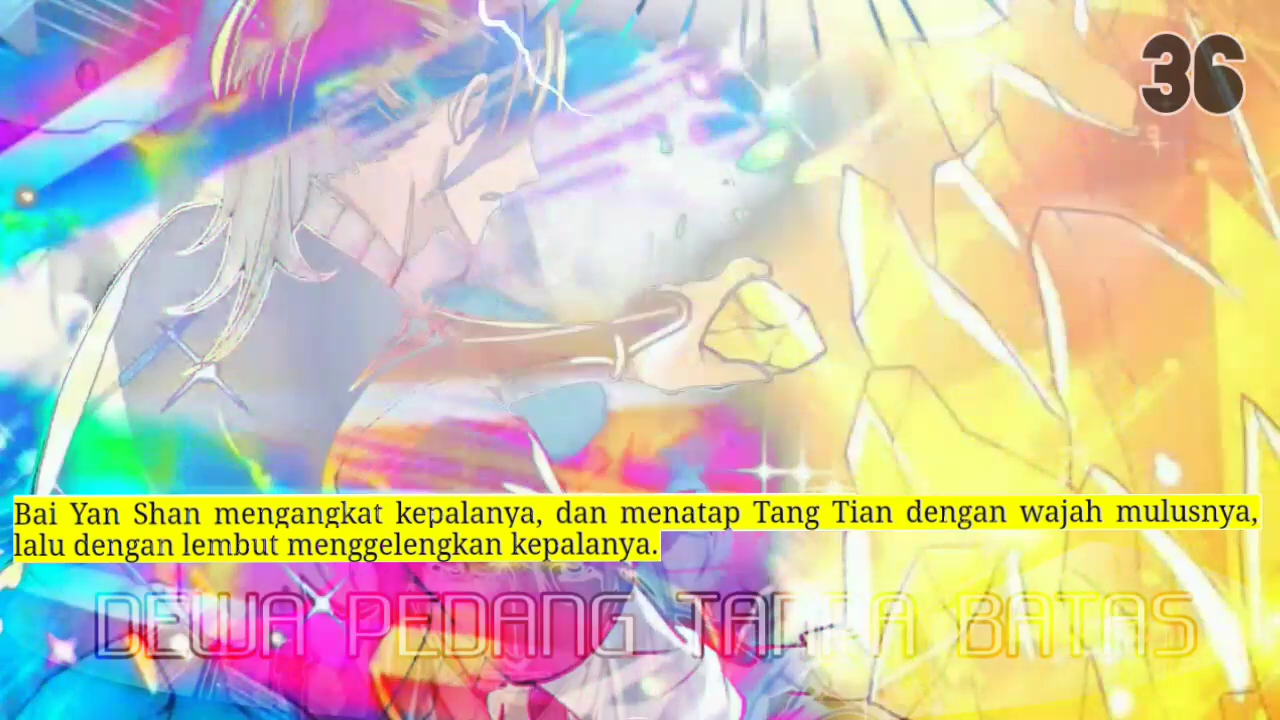 36
Bai Yan Shan mengangkat kepalanya, dan menatap Tang Tian dengan wajah mulusnya,
lalu dengan lembut menggelengkan kepalanya.
DEWA PEDANG TANPA BATAS